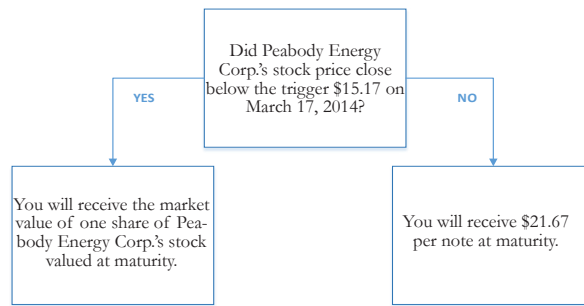 Did Peabody Energy
Corp.’s stock price close
below the trigger $15.17 on
March 17, 2014?
YES
NO
You will receive the market
value of one share of Pea-
body Energy Corp.’s stock
valued at maturity.
You will receive $21.67
per note at maturity.